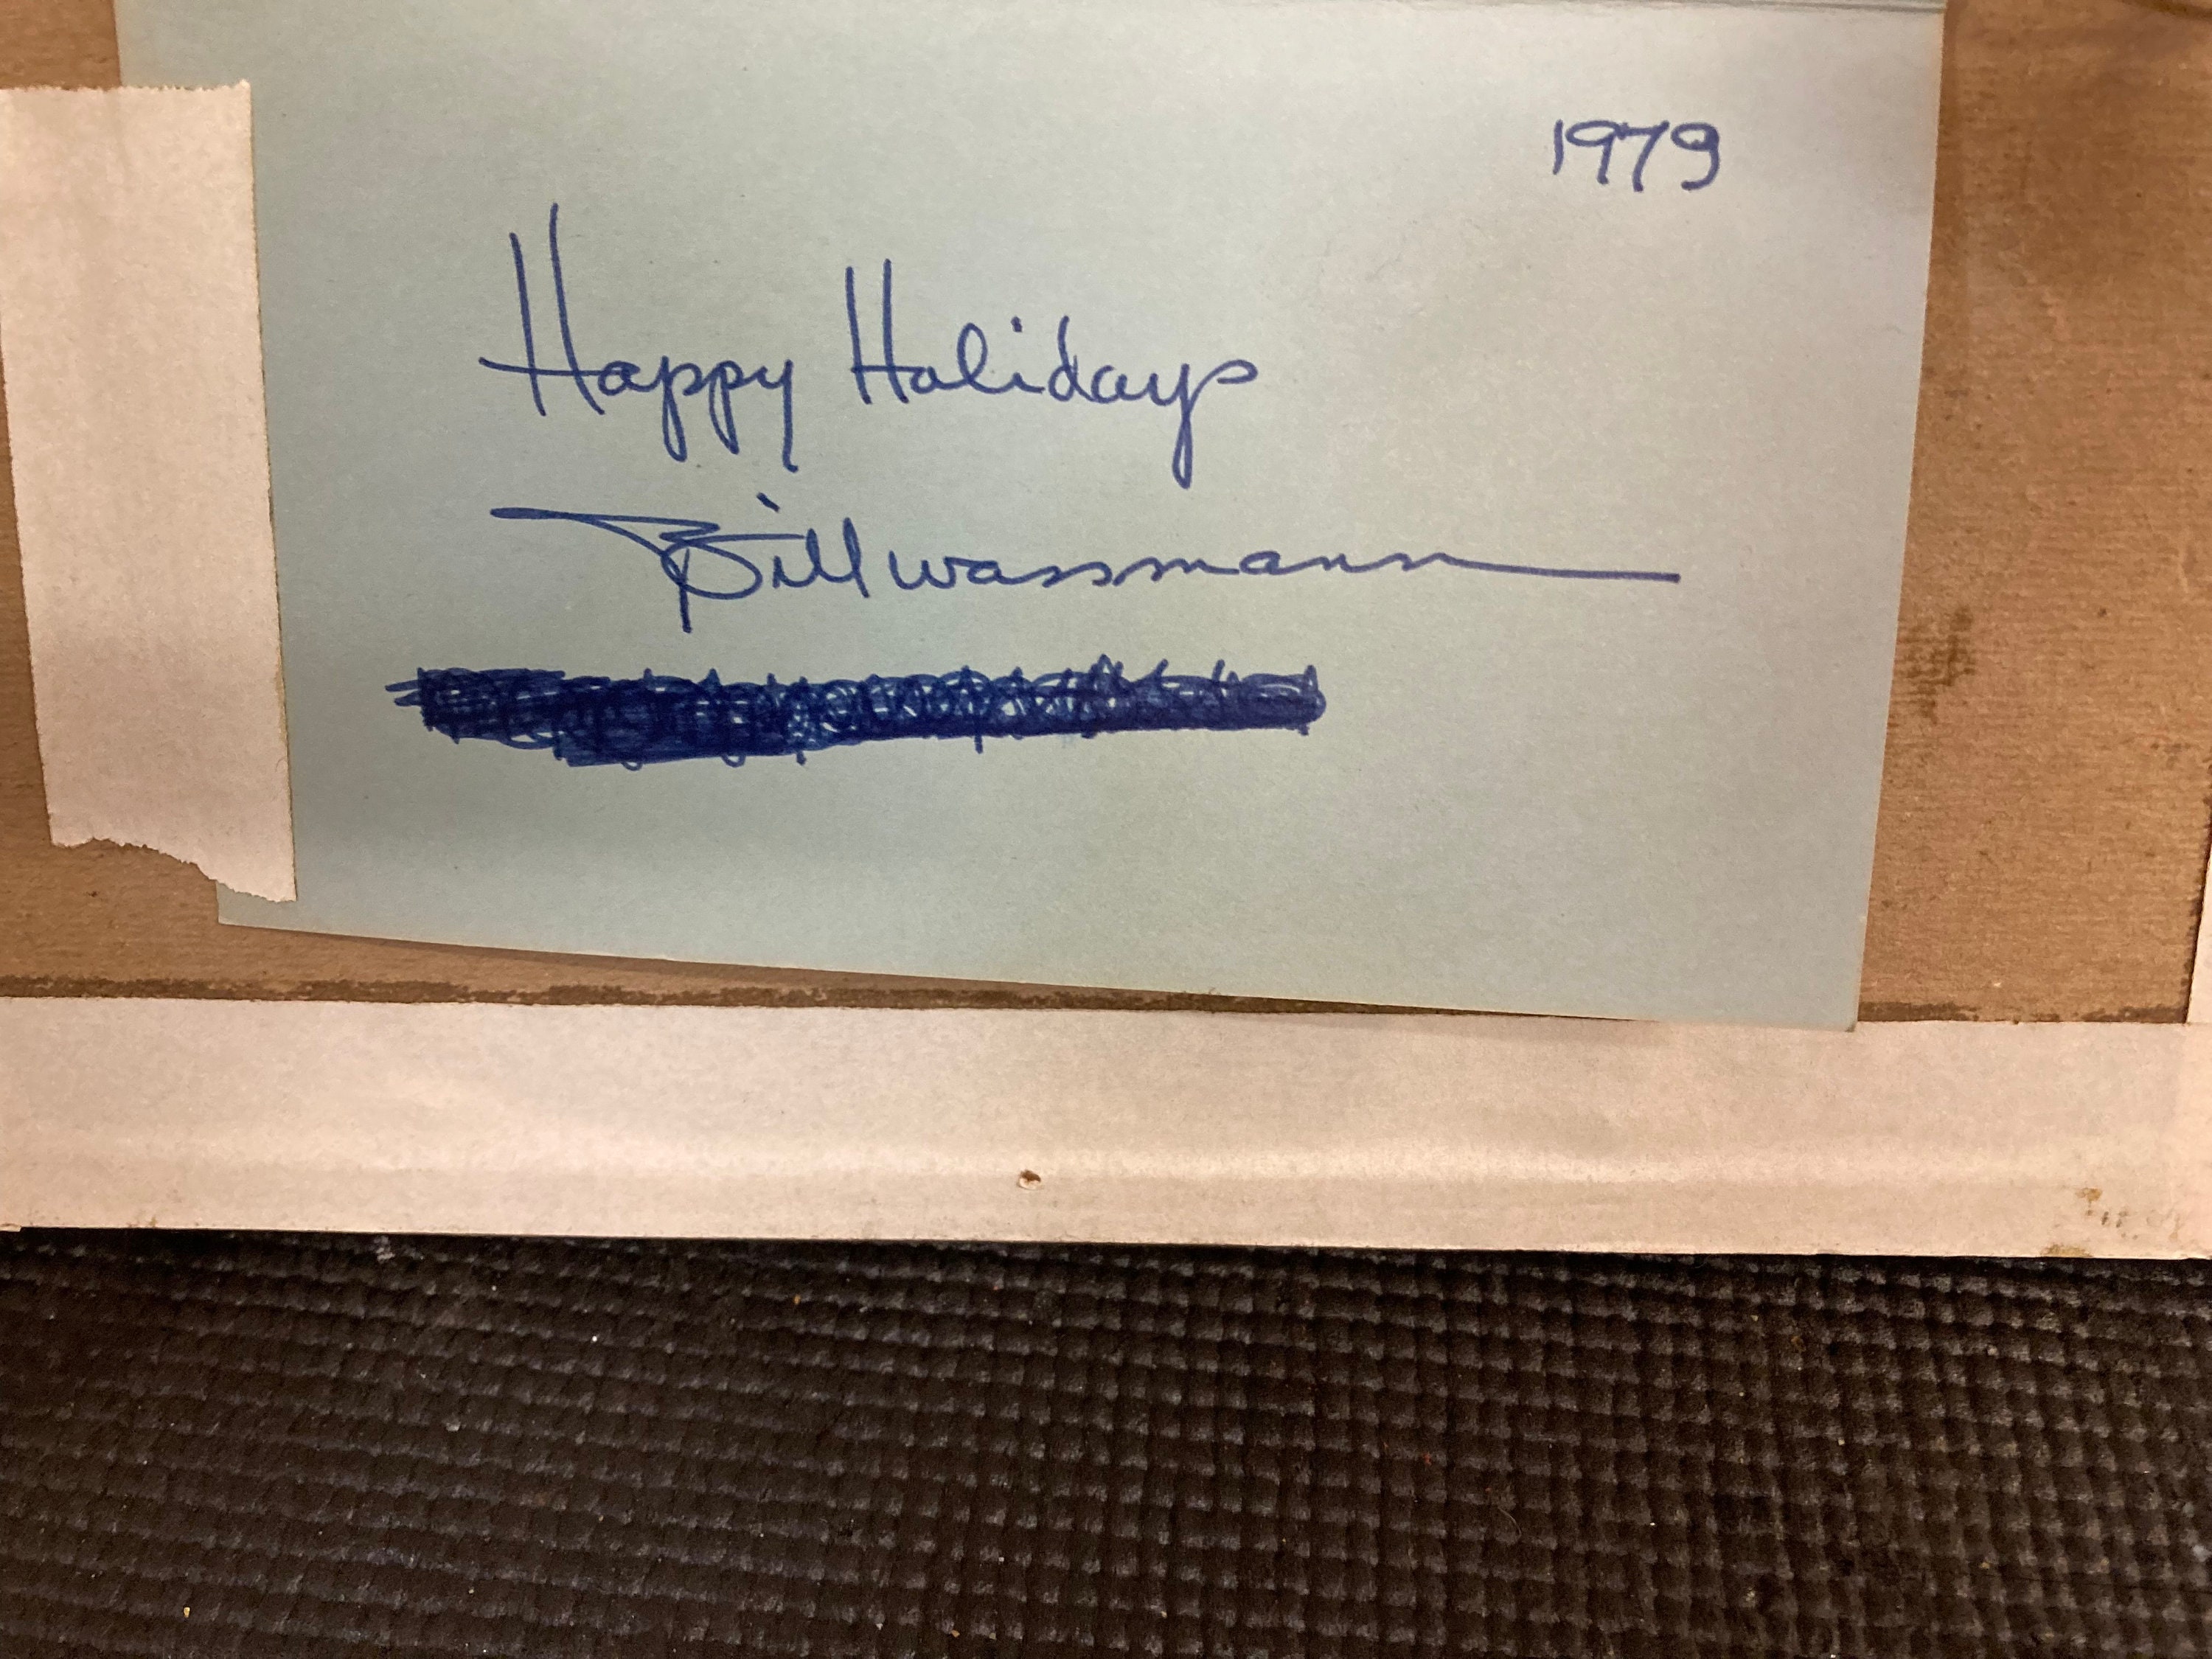 1979
Happy Holidays
Bill Wassmann